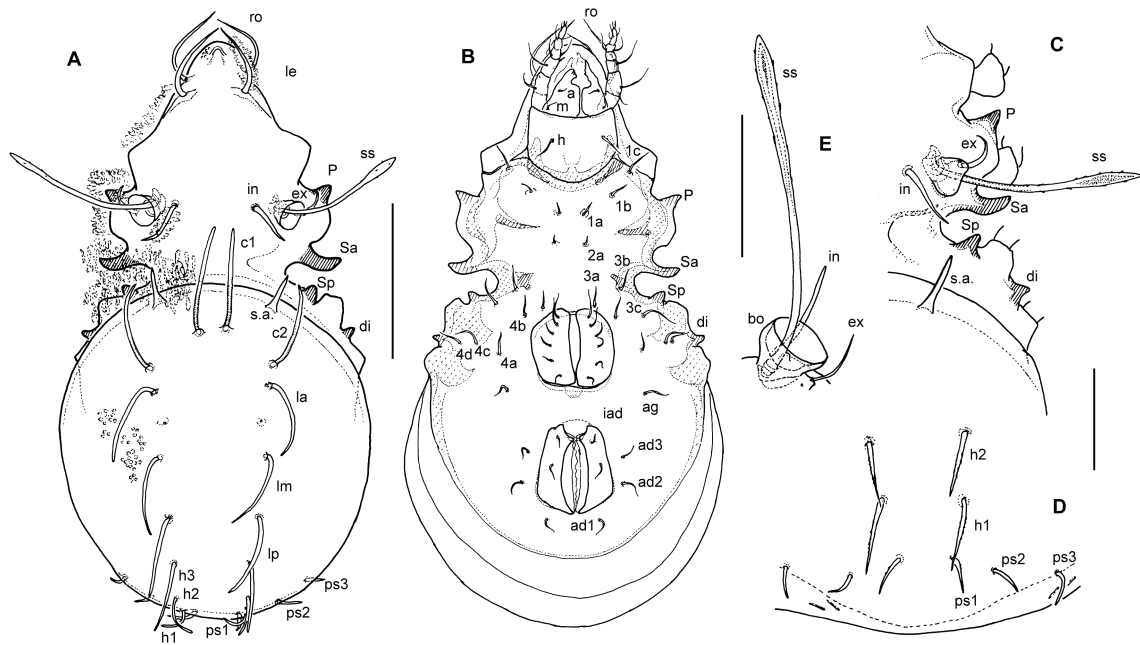 A
ro
le
ss
P
ex
in
c1
Sa
Sp
s.a.
di
c2
la
lm
lp
h3
h2
h1
ps1
ps2
ps3
B
ro
a
m
h
1c
1b
1a
P
2a
3b
3a
Sa
Sp
3c
4b
di
4d
4c
4a
ag
iad
ad3
ad2
ad1
E
ss
in
bo
ex
C
P
ex
ss
in
Sa
Sp
s.a.
di
D
h2
h1
ps2
ps3
ps1